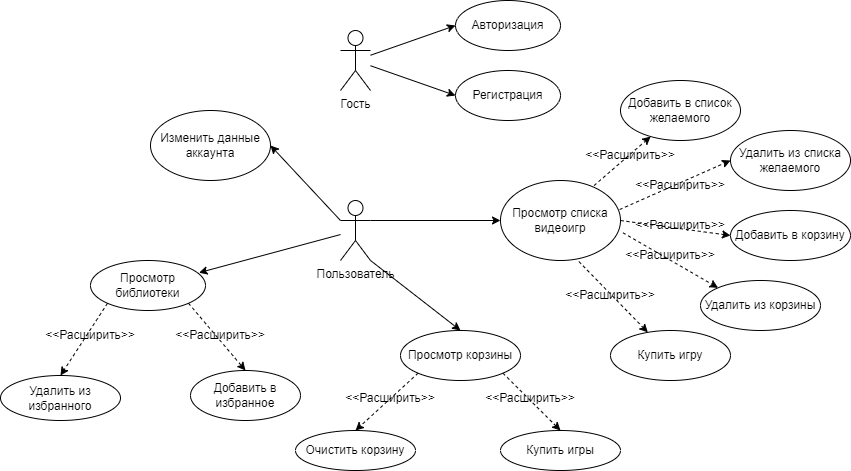 Авторизация
Гость
Регистрация
Добавить в список
желаемого
Изменить данные
аккаунта
<<Расширить>>
Удалить из списка
желаемого
<<Расширить>>
Просмотр списка
видеоигр
<<Расширить>>
Добавить в корзину
<<Расширить>>
Пользователь
Просмотр
библиотеки
<<Расширить>>
Удалить из корзины
<<Расширить>>
<<Расширить>>
Просмотр корзины
Купить игру
Удалить из
избранного
Добавить в
избранное
<<Расширить>>
<<Расширить>>
Очистить корзину
Купить игры